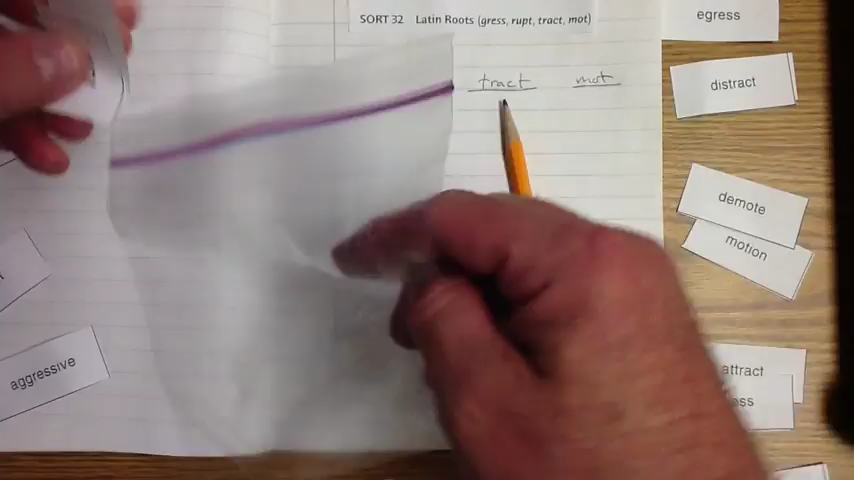 egress
SORT 32 Latin Roots (gress, rupt, tract, mot)
tract mot
distract
demote
motion
aggressive
attract